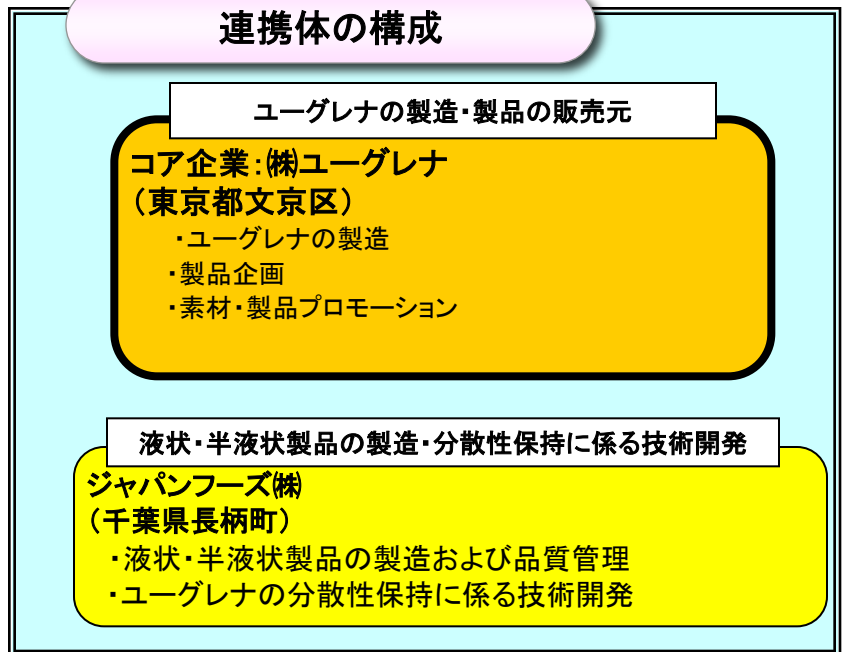 連携体の構成
ユーグレナの製造・製品の販売元
コア企業:㈱ユーグレナ
(東京都文京区)
・ユーグレナの製造
・製品企画
・素材・製品プロモーション
液状・半液状製品の製造・分散性保持に係る技術開発
ジャパンフーズ㈱
(千葉県長柄町)
・液状・半液状製品の製造および品質管理
・ユーグレナの分散性保持に係る技術開発